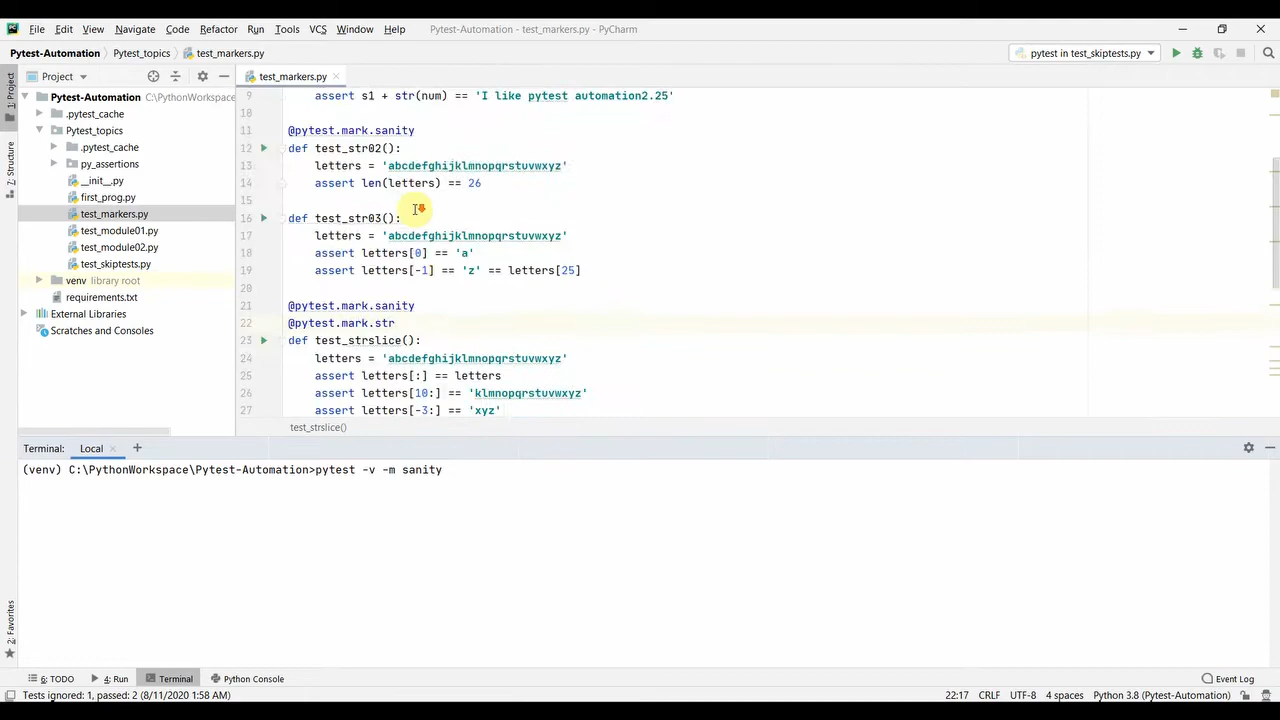 File Edit View Navigate Code Refactor Run Tools VCS Window Help Pytest-Automation - test_markers.py - PyCharm
Pytest-Automation Pytest_topics test_markers.py pytest in test_skiptests.py
Project test_markers.py
1: Project
7: Structure
2: Favorites
Pytest-Automation C:\PythonWorkspace
.pytest_cache
Pytest_topics
.pytest_cache
py_assertions
__init__.py
first_prog.py
test_markers.py
test_module01.py
test_module02.py
test_skiptests.py
venv library root
requirements.txt
External Libraries
Scratches and Consoles
9 assert s1 + str(num) == 'I like pytest automation2.25'
10
11 @pytest.mark.sanity
12 def test_str02():
13 letters = 'abcdefghijklmnopqrstuvwxyz'
14 assert len(letters) == 26
15
16 def test_str03():
17 letters = 'abcdefghijklmnopqrstuvwxyz'
18 assert letters[0] == 'a'
19 assert letters[-1] == 'z' == letters[25]
20
21 @pytest.mark.sanity
22 @pytest.mark.str
23 def test_strslice():
24 letters = 'abcdefghijklmnopqrstuvwxyz'
25 assert letters[:] == letters
26 assert letters[10:] == 'klmnopqrstuvwxyz'
27 assert letters[-3:] == 'xyz'
test_strslice()
Terminal: Local
(venv) C:\PythonWorkspace\Pytest-Automation>pytest -v -m sanity
6: TODO 4: Run Terminal Python Console Event Log
Tests ignored: 1, passed: 2 (8/11/2020 1:58 AM) 22:17 CRLF UTF-8 4 spaces Python 3.8 (Pytest-Automation)